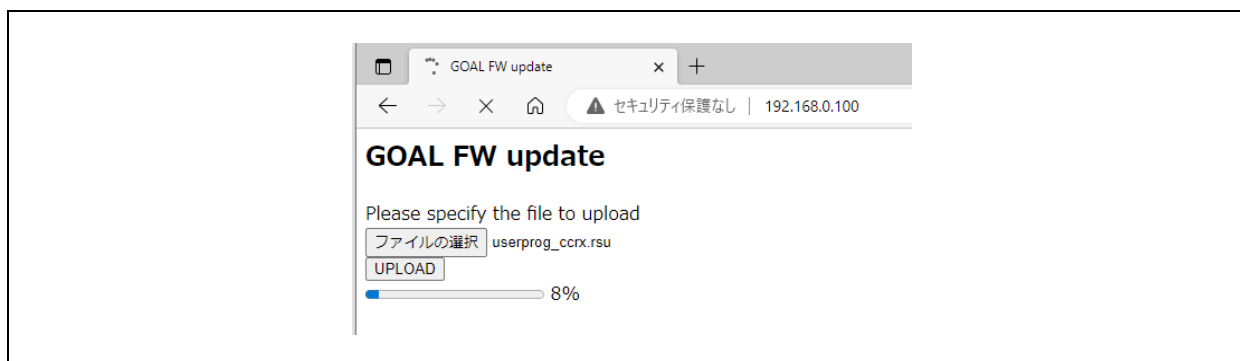 GOAL FW update
セキュリティ保護なし | 192.168.0.100
GOAL FW update
Please specify the file to upload
ファイルの選択 userprog_ccrx.rsu
UPLOAD
8%